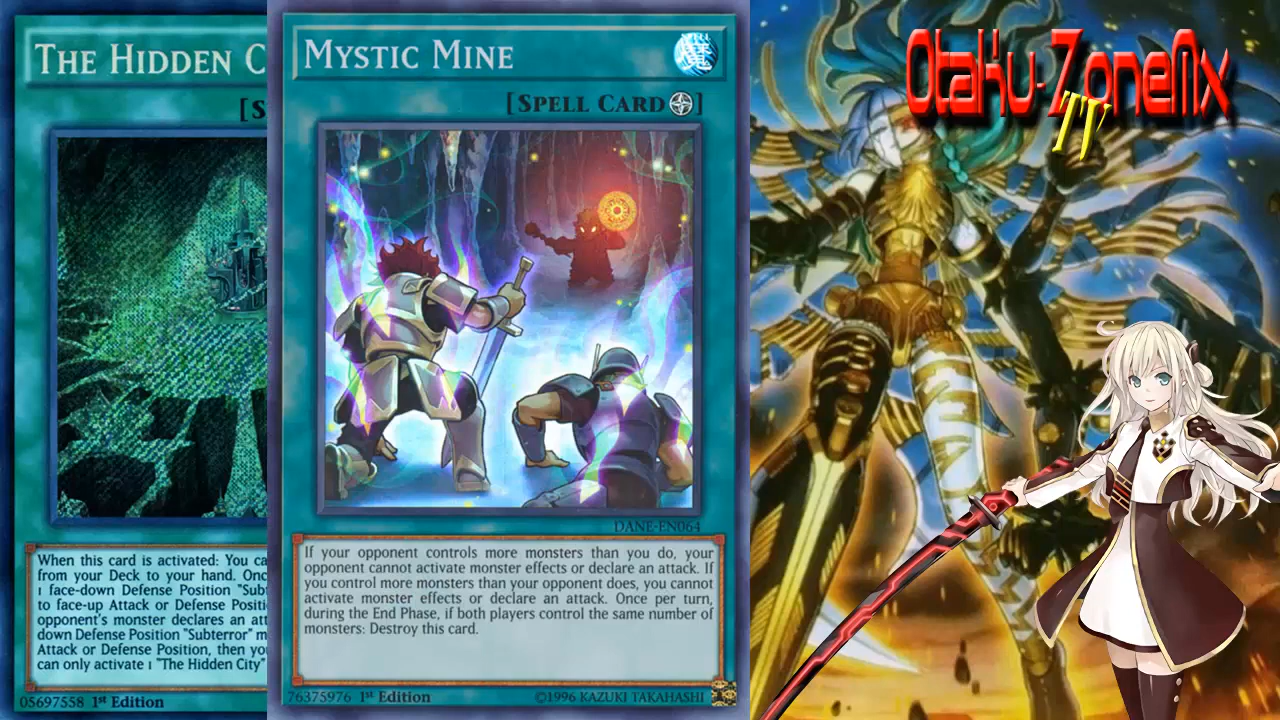 THE HIDDEN C
[S
When this card is activated: You ca
from your Deck to your hand. Onc
1 face-down Defense Position "Sub
to face-up Attack or Defense Positi
opponent's monster declares an att
down Defense Position "Subterror" m
Attack or Defense Position, then yo
can only activate 1 "The Hidden City"
05697558 1st Edition
MYSTIC MINE
魔
[SPELL CARD ]
DANE-EN064
If your opponent controls more monsters than you do, your
opponent cannot activate monster effects or declare an attack. If
you control more monsters than your opponent does, you cannot
activate monster effects or declare an attack. Once per turn,
during the End Phase, if both players control the same number of
monsters: Destroy this card.
76375976 1st Edition
©1996 KAZUKI TAKAHASHI
Otaku-ZoneMx
TV